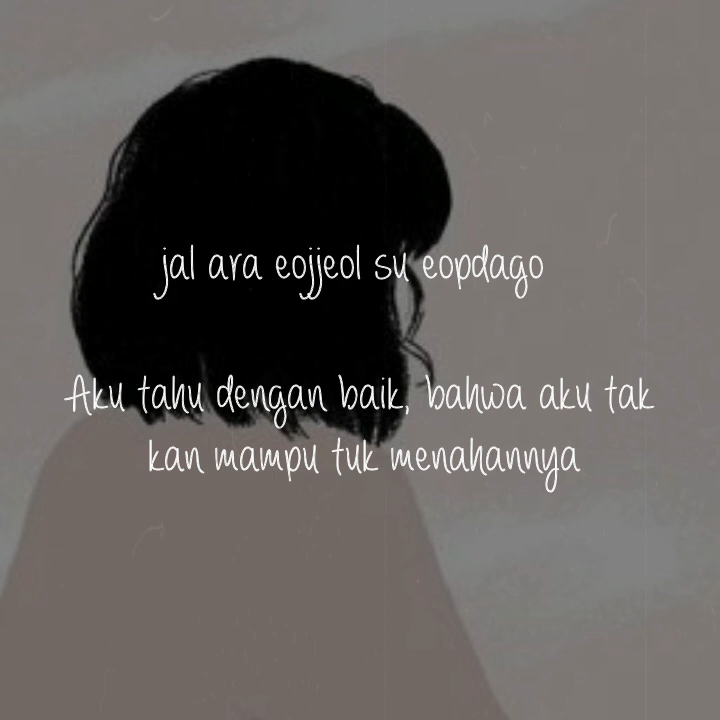 jal ara eojjeol su eopdago
Aku tahu dengan baik, bahwa aku tak
kan mampu tuk menahannya